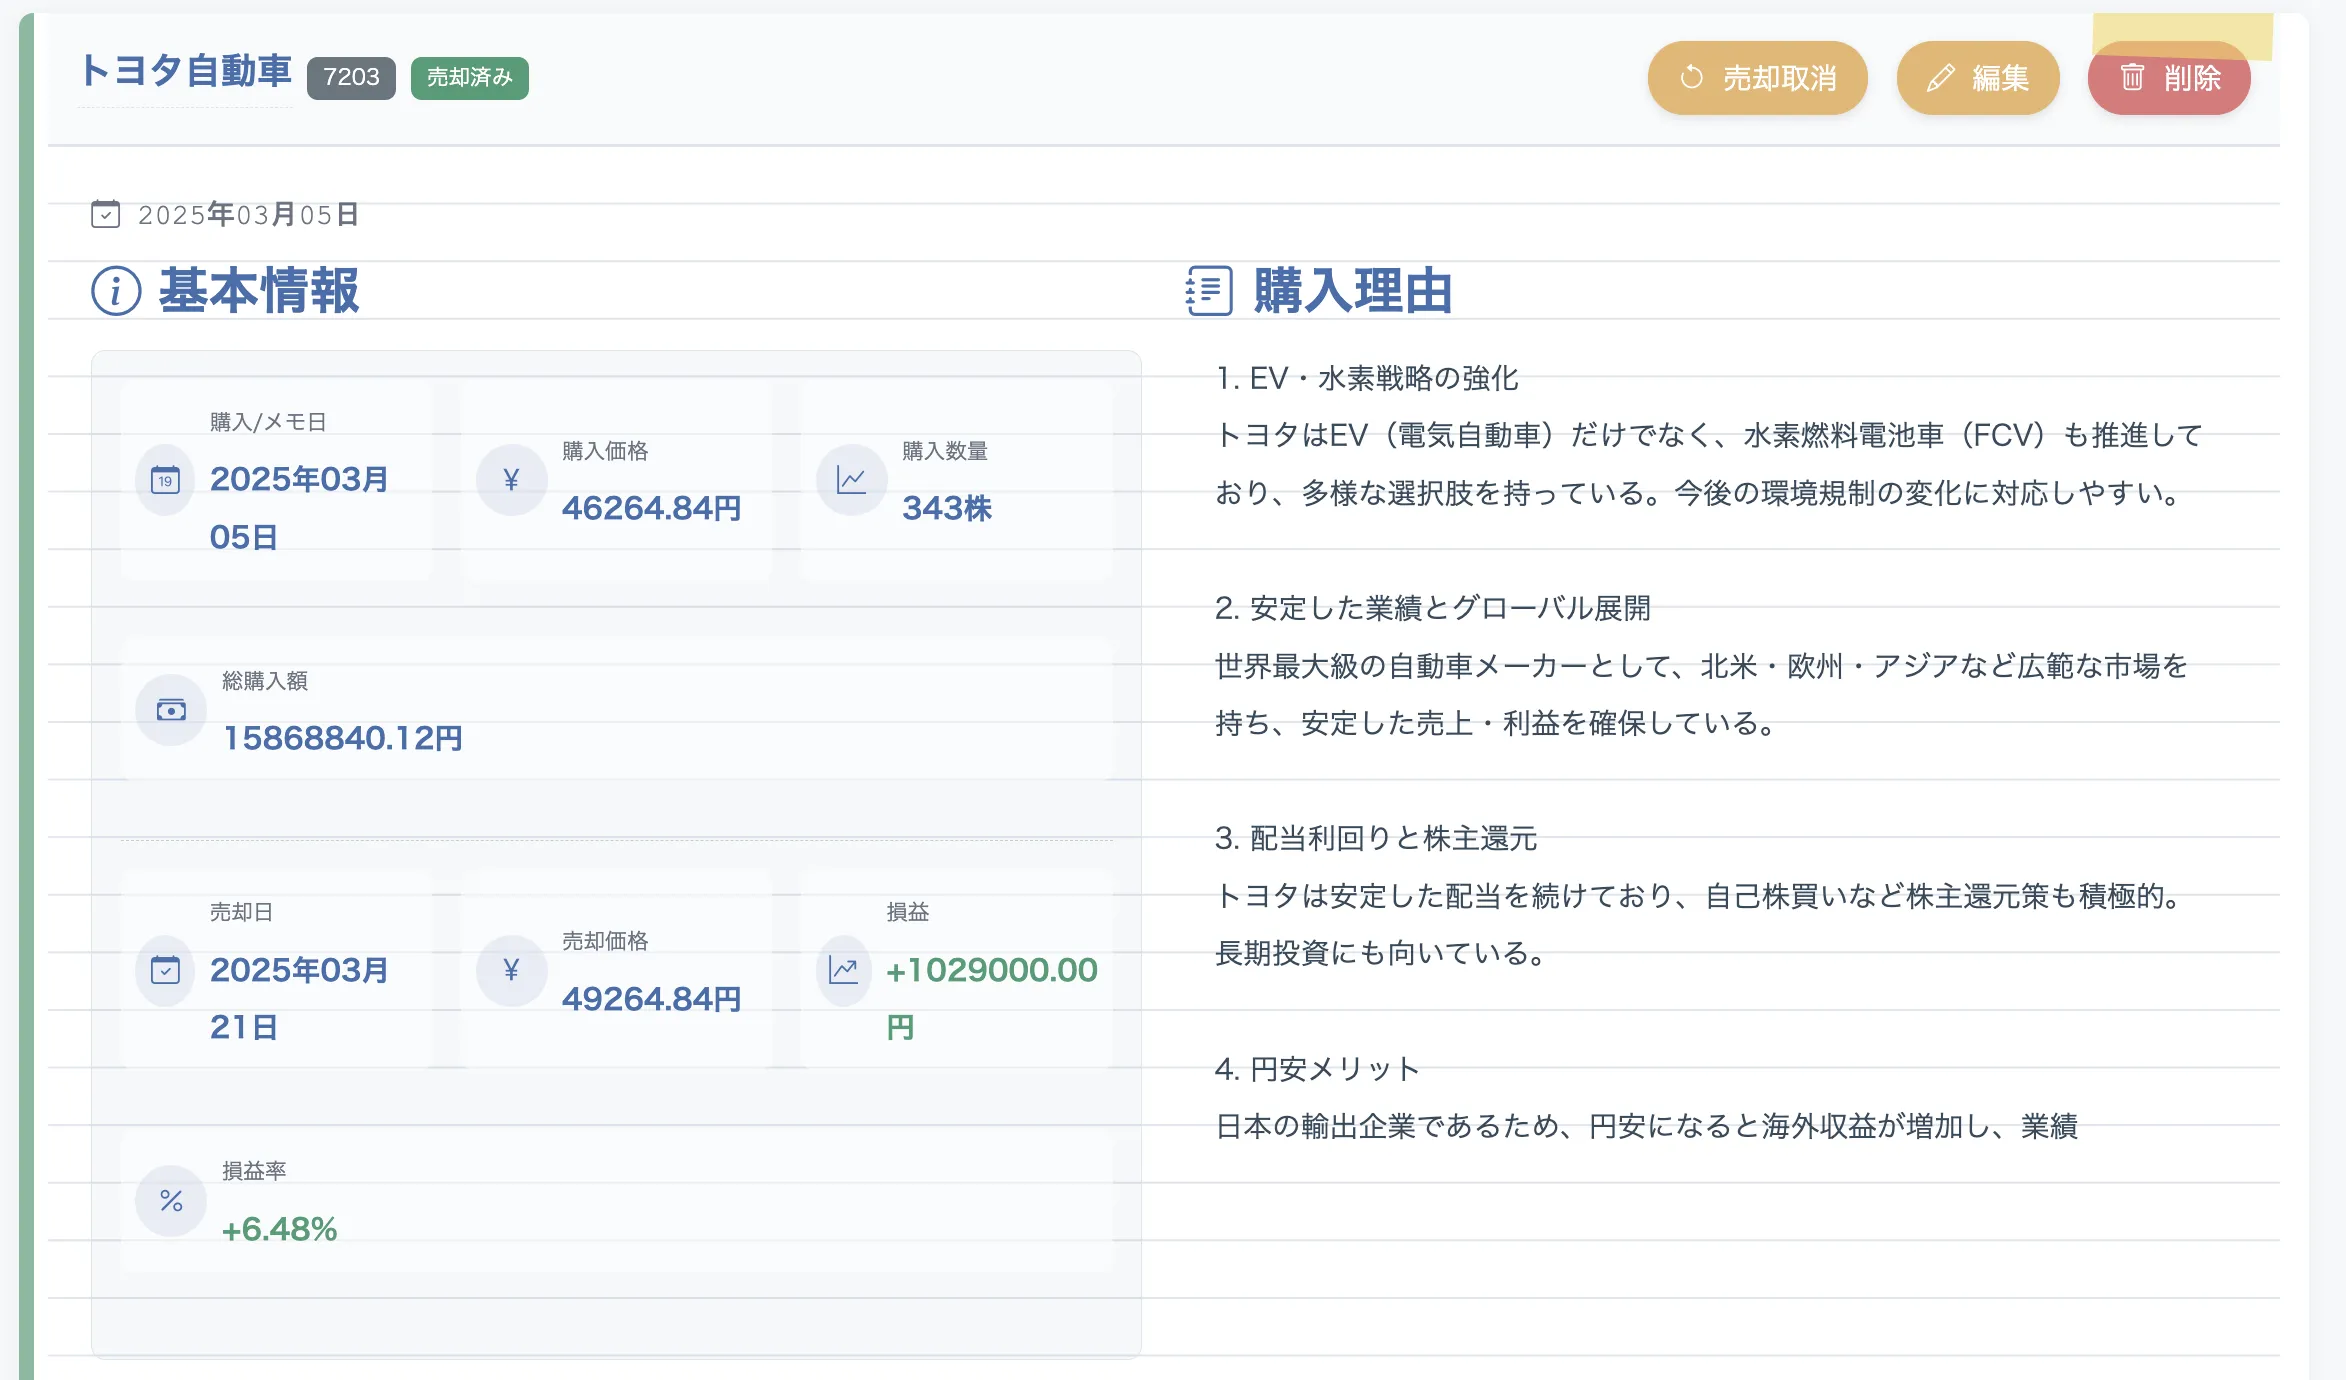 トヨタ自動車 7203 売却済み 売却取消 編集 削除
2025年03月05日
基本情報
購入/メモ日
2025年03月
05日
¥
購入価格
46264.84円
購入数量
343株
総購入額
15868840.12円
売却日
2025年03月
21日
¥
売却価格
49264.84円
損益
+1029000.00
円
%
損益率
+6.48%
購入理由
1. EV・水素戦略の強化
トヨタはEV（電気自動車）だけでなく、水素燃料電池車（FCV）も推進して
おり、多様な選択肢を持っている。今後の環境規制の変化に対応しやすい。
2. 安定した業績とグローバル展開
世界最大級の自動車メーカーとして、北米・欧州・アジアなど広範な市場を
持ち、安定した売上・利益を確保している。
3. 配当利回りと株主還元
トヨタは安定した配当を続けており、自己株買いなど株主還元策も積極的。
長期投資にも向いている。
4. 円安メリット
日本の輸出企業であるため、円安になると海外収益が増加し、業績